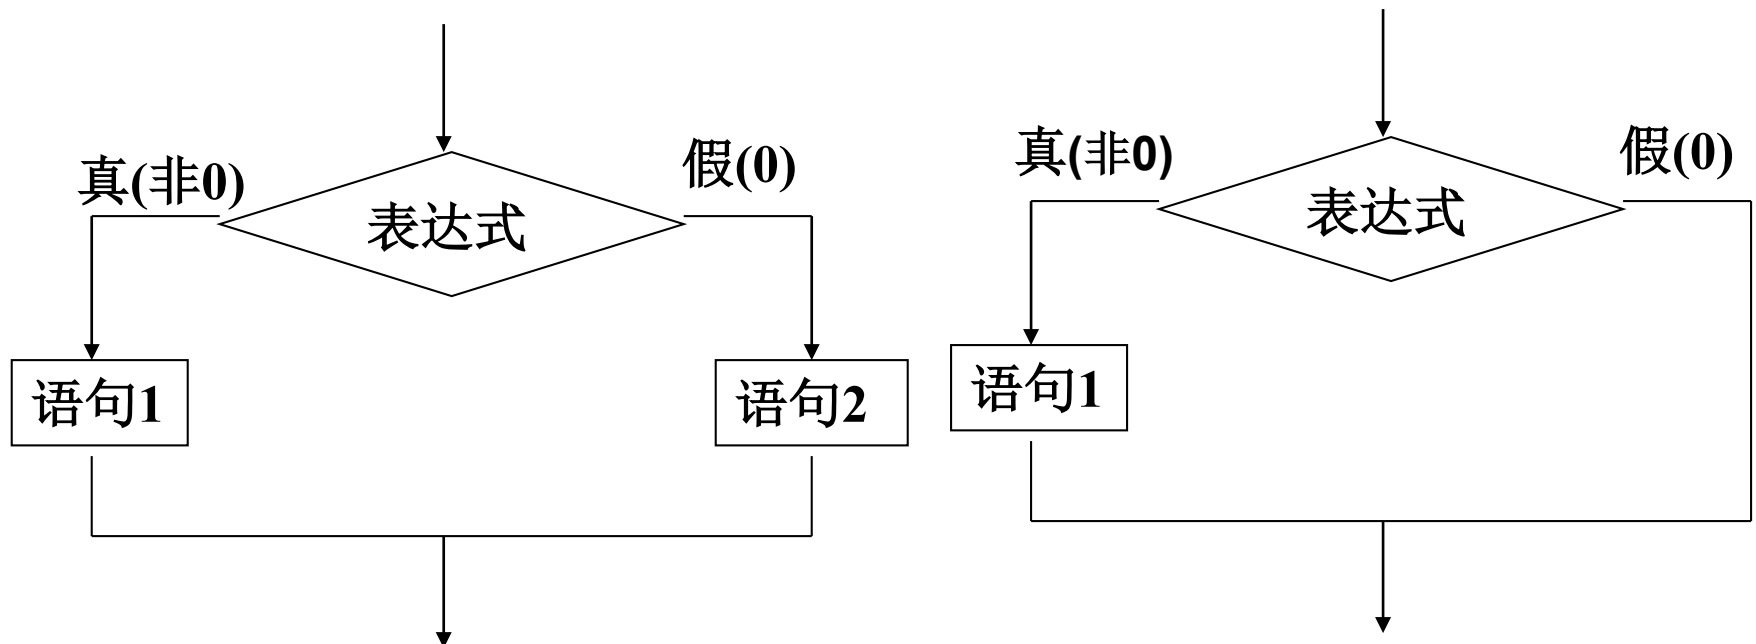 真(非0)
假(0)
表达式
语句1
语句2
真(非0)
假(0)
表达式
语句1